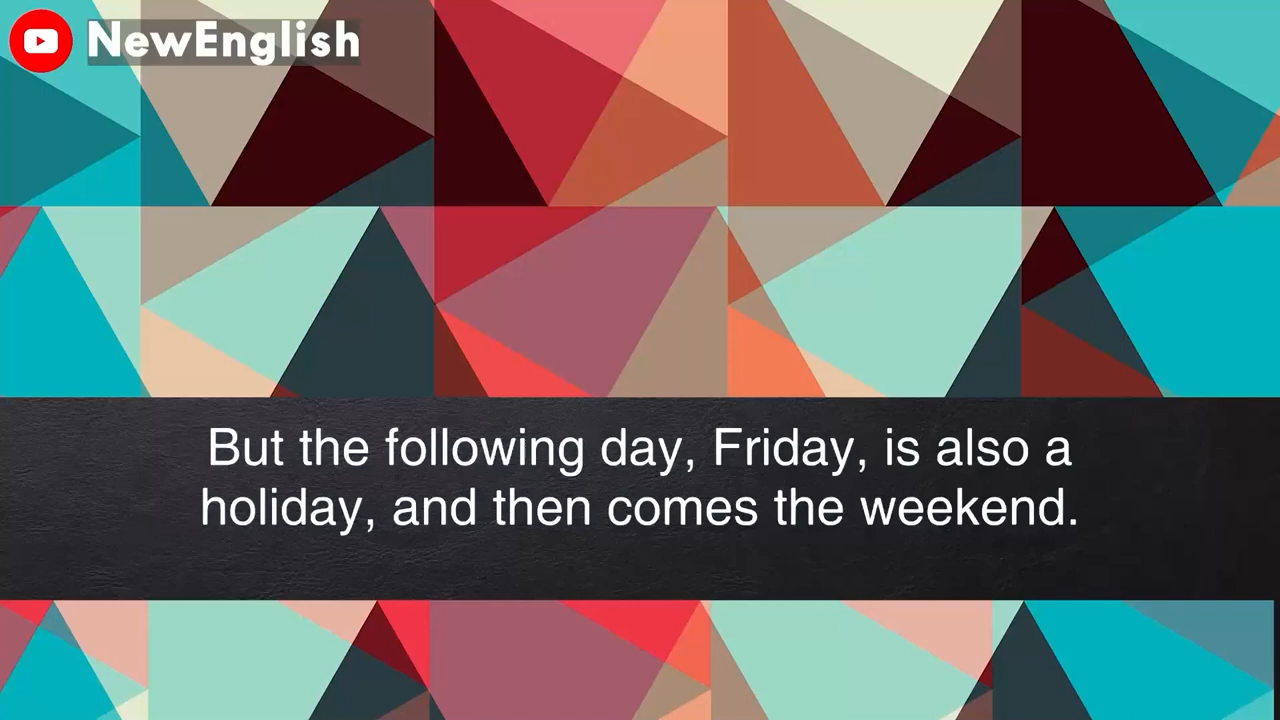 NewEnglish
But the following day, Friday, is also a
holiday, and then comes the weekend.